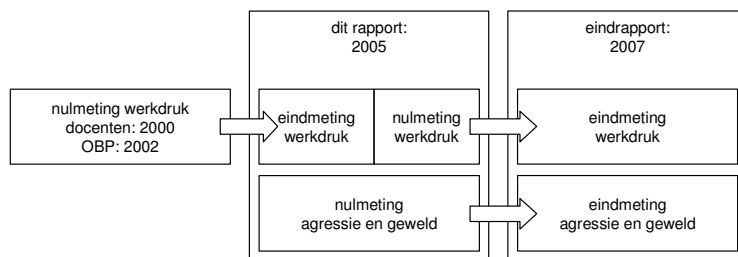 dit rapport:
2005
eindrapport:
2007
nulmeting werkdruk
docenten: 2000
OBP: 2002
eindmeting
werkdruk
nulmeting
werkdruk
eindmeting
werkdruk
nulmeting
agressie en geweld
eindmeting
agressie en geweld